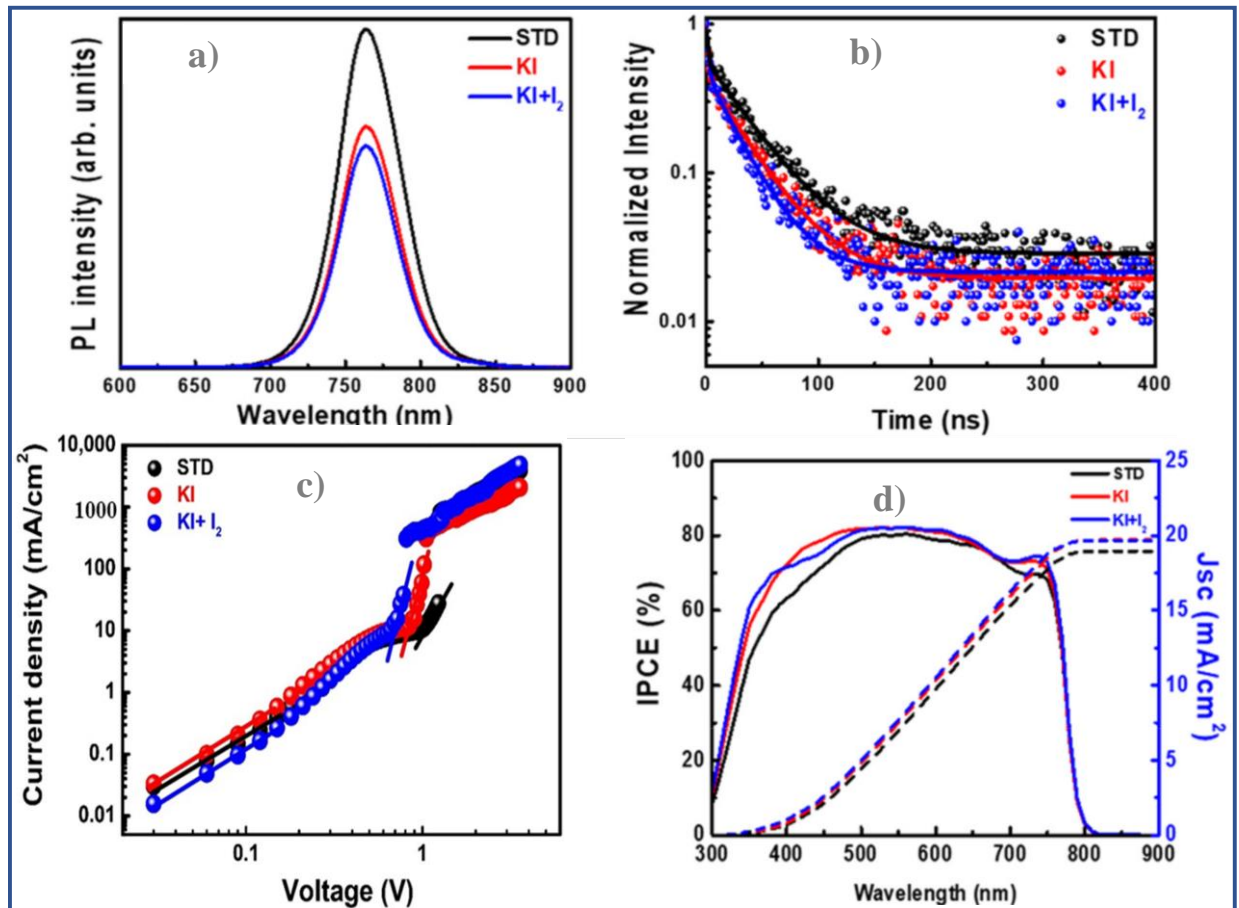 a)
STD
KI
KI+I₂
PL intensity (arb. units)
600 650 700 750 800 850 900
Wavelength (nm)
b)
STD
KI
KI+I₂
Normalized Intensity
1
0.1
0.01
0 100 200 300 400
Time (ns)
c)
STD
KI
KI+ I₂
Current density (mA/cm²)
10,000
1000
100
10
1
0.1
0.01
0.1 1
Voltage (V)
d)
STD
KI
KI+I₂
IPCE (%)
100
80
60
40
20
0
300 400 500 600 700 800 900
Wavelength (nm)
25
20
15
10
5
0
Jsc (mA/cm²)